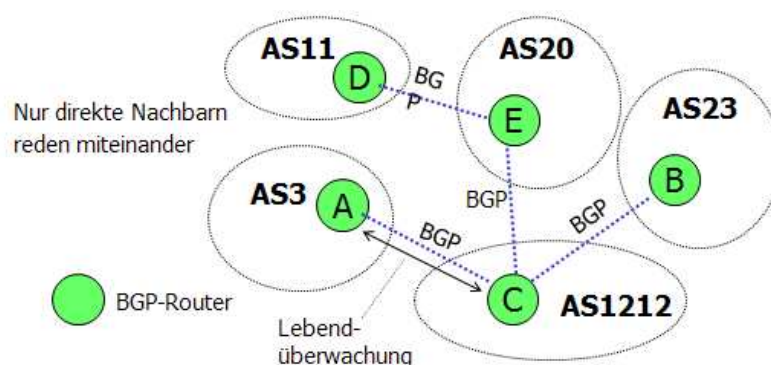 AS11
D
BG
P
AS20
E
AS23
B
Nur direkte Nachbarn
reden miteinander
AS3
A
BGP
BGP
BGP
C
AS1212
BGP-Router
Lebend-
überwachung